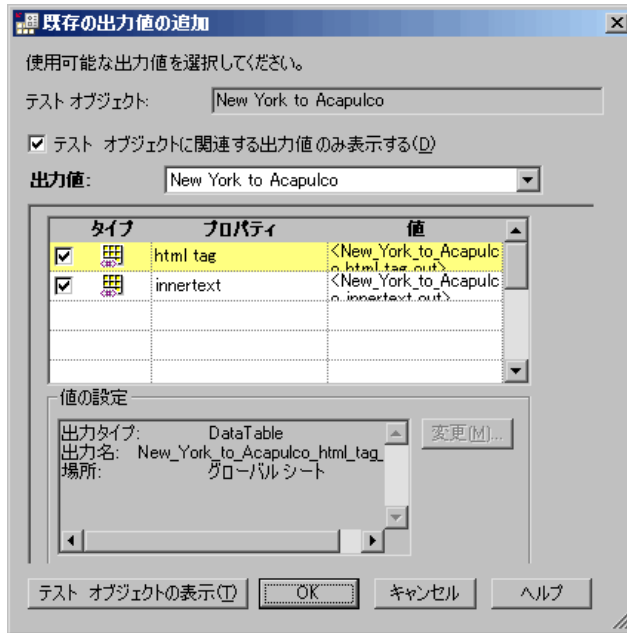 既存の出力値の追加
使用可能な出力値を選択してください。
テスト オブジェクト: New York to Acapulco
テスト オブジェクトに関連する出力値のみ表示する(D)
出力値: New York to Acapulco
タイプ プロパティ 値
html tag <New_York_to_Acapulco_html_tag_out>
innertext <New_York_to_Acapulco_innertext_out>
値の設定
出力タイプ: DataTable
変更(M)...
出力名: New_York_to_Acapulco_html_tag_
場所: グローバル シート
テスト オブジェクトの表示(T) OK キャンセル ヘルプ